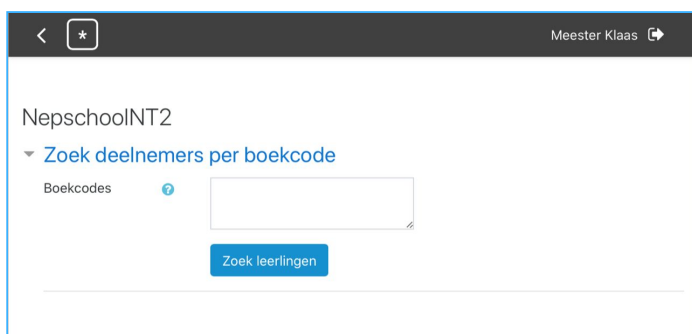 *
Meester Klaas
NepschoolNT2
Zoek deelnemers per boekcode
Boekcodes
?
Zoek leerlingen